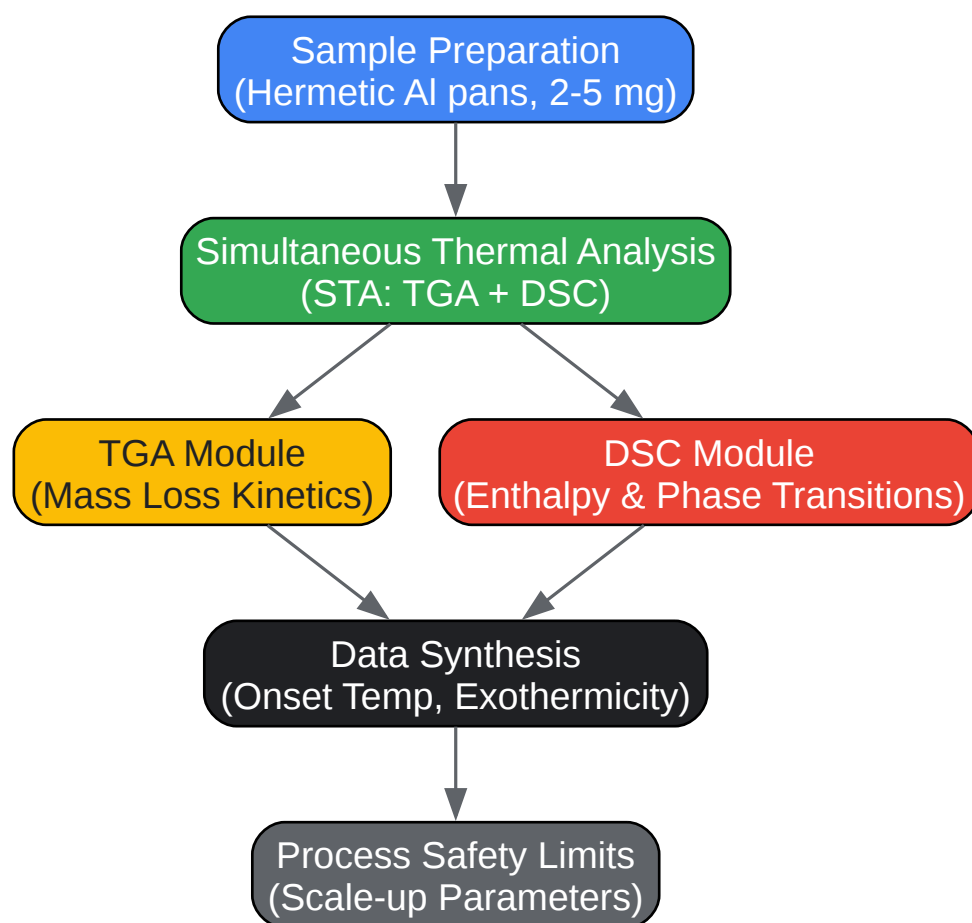 Sample Preparation
(Hermetic Al pans, 2-5 mg)
Simultaneous Thermal Analysis
(STA: TGA + DSC)
TGA Module
(Mass Loss Kinetics)
DSC Module
(Enthalpy & Phase Transitions)
Data Synthesis
(Onset Temp, Exothermicity)
Process Safety Limits
(Scale-up Parameters)